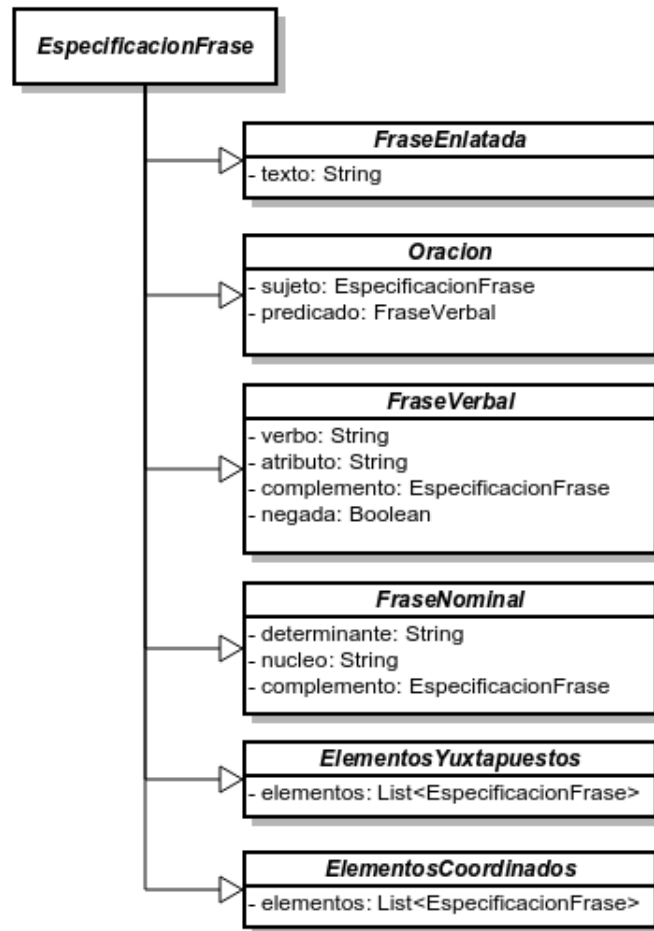 EspecificacionFrase
FraseEnlatada
- texto: String
Oracion
- sujeto: EspecificacionFrase
- predicado: FraseVerbal
FraseVerbal
- verbo: String
- atributo: String
- complemento: EspecificacionFrase
- negada: Boolean
FraseNominal
- determinante: String
- nucleo: String
- complemento: EspecificacionFrase
ElementosYuxtapuestos
- elementos: List<EspecificacionFrase>
ElementosCoordinados
- elementos: List<EspecificacionFrase>